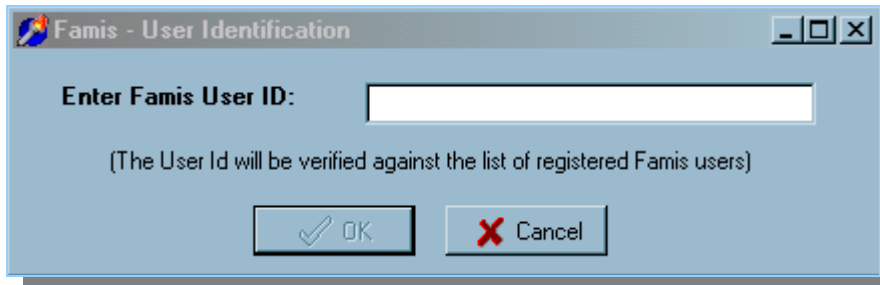 Famis - User Identification
Enter Famis User ID:
(The User Id will be verified against the list of registered Famis users)
OK
Cancel